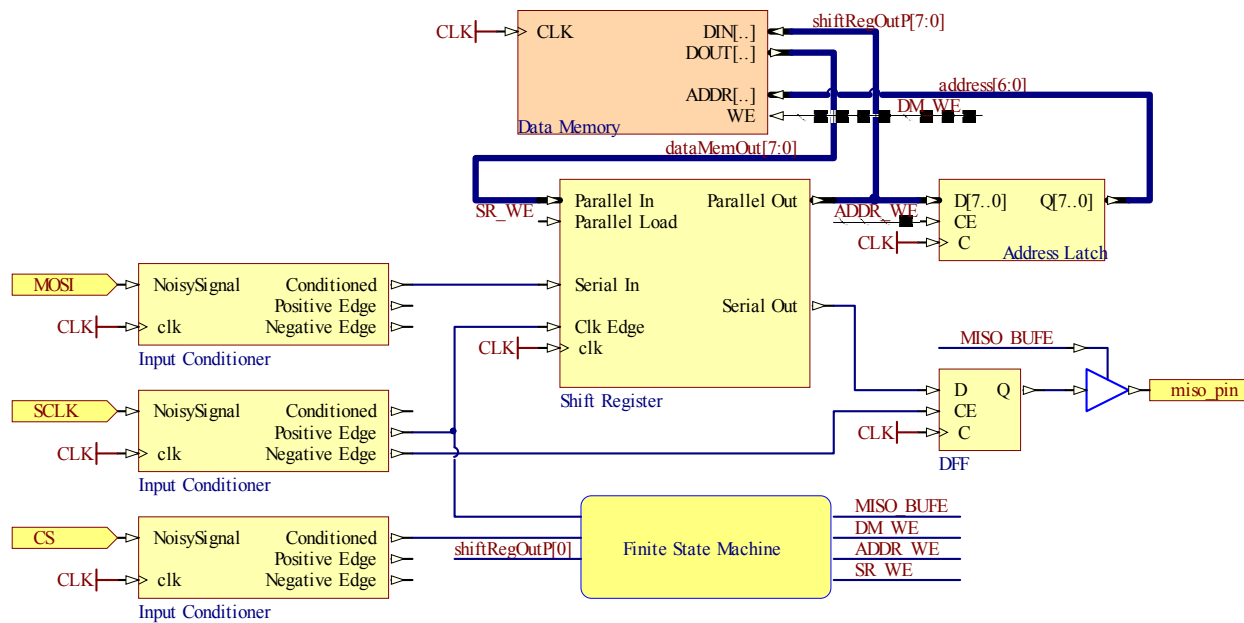 shiftRegOutP[7:0]
CLK
CLK
DIN[..]
DOUT[..]
ADDR[..]
WE
Data Memory
address[6:0]
DM_WE
dataMemOut[7:0]
SR_WE
Parallel In
Parallel Out
Parallel Load
Serial In
Serial Out
Clk Edge
CLK
clk
Shift Register
ADDR_WE
D[7..0]
Q[7..0]
CE
CLK
C
Address Latch
MOSI
NoisySignal
Conditioned
Positive Edge
CLK
clk
Negative Edge
Input Conditioner
MISO_BUFE
D
Q
CE
CLK
C
DFF
miso_pin
SCLK
NoisySignal
Conditioned
Positive Edge
CLK
clk
Negative Edge
Input Conditioner
CS
NoisySignal
Conditioned
Positive Edge
CLK
clk
Negative Edge
Input Conditioner
shiftRegOutP[0]
Finite State Machine
MISO_BUFE
DM_WE
ADDR_WE
SR_WE